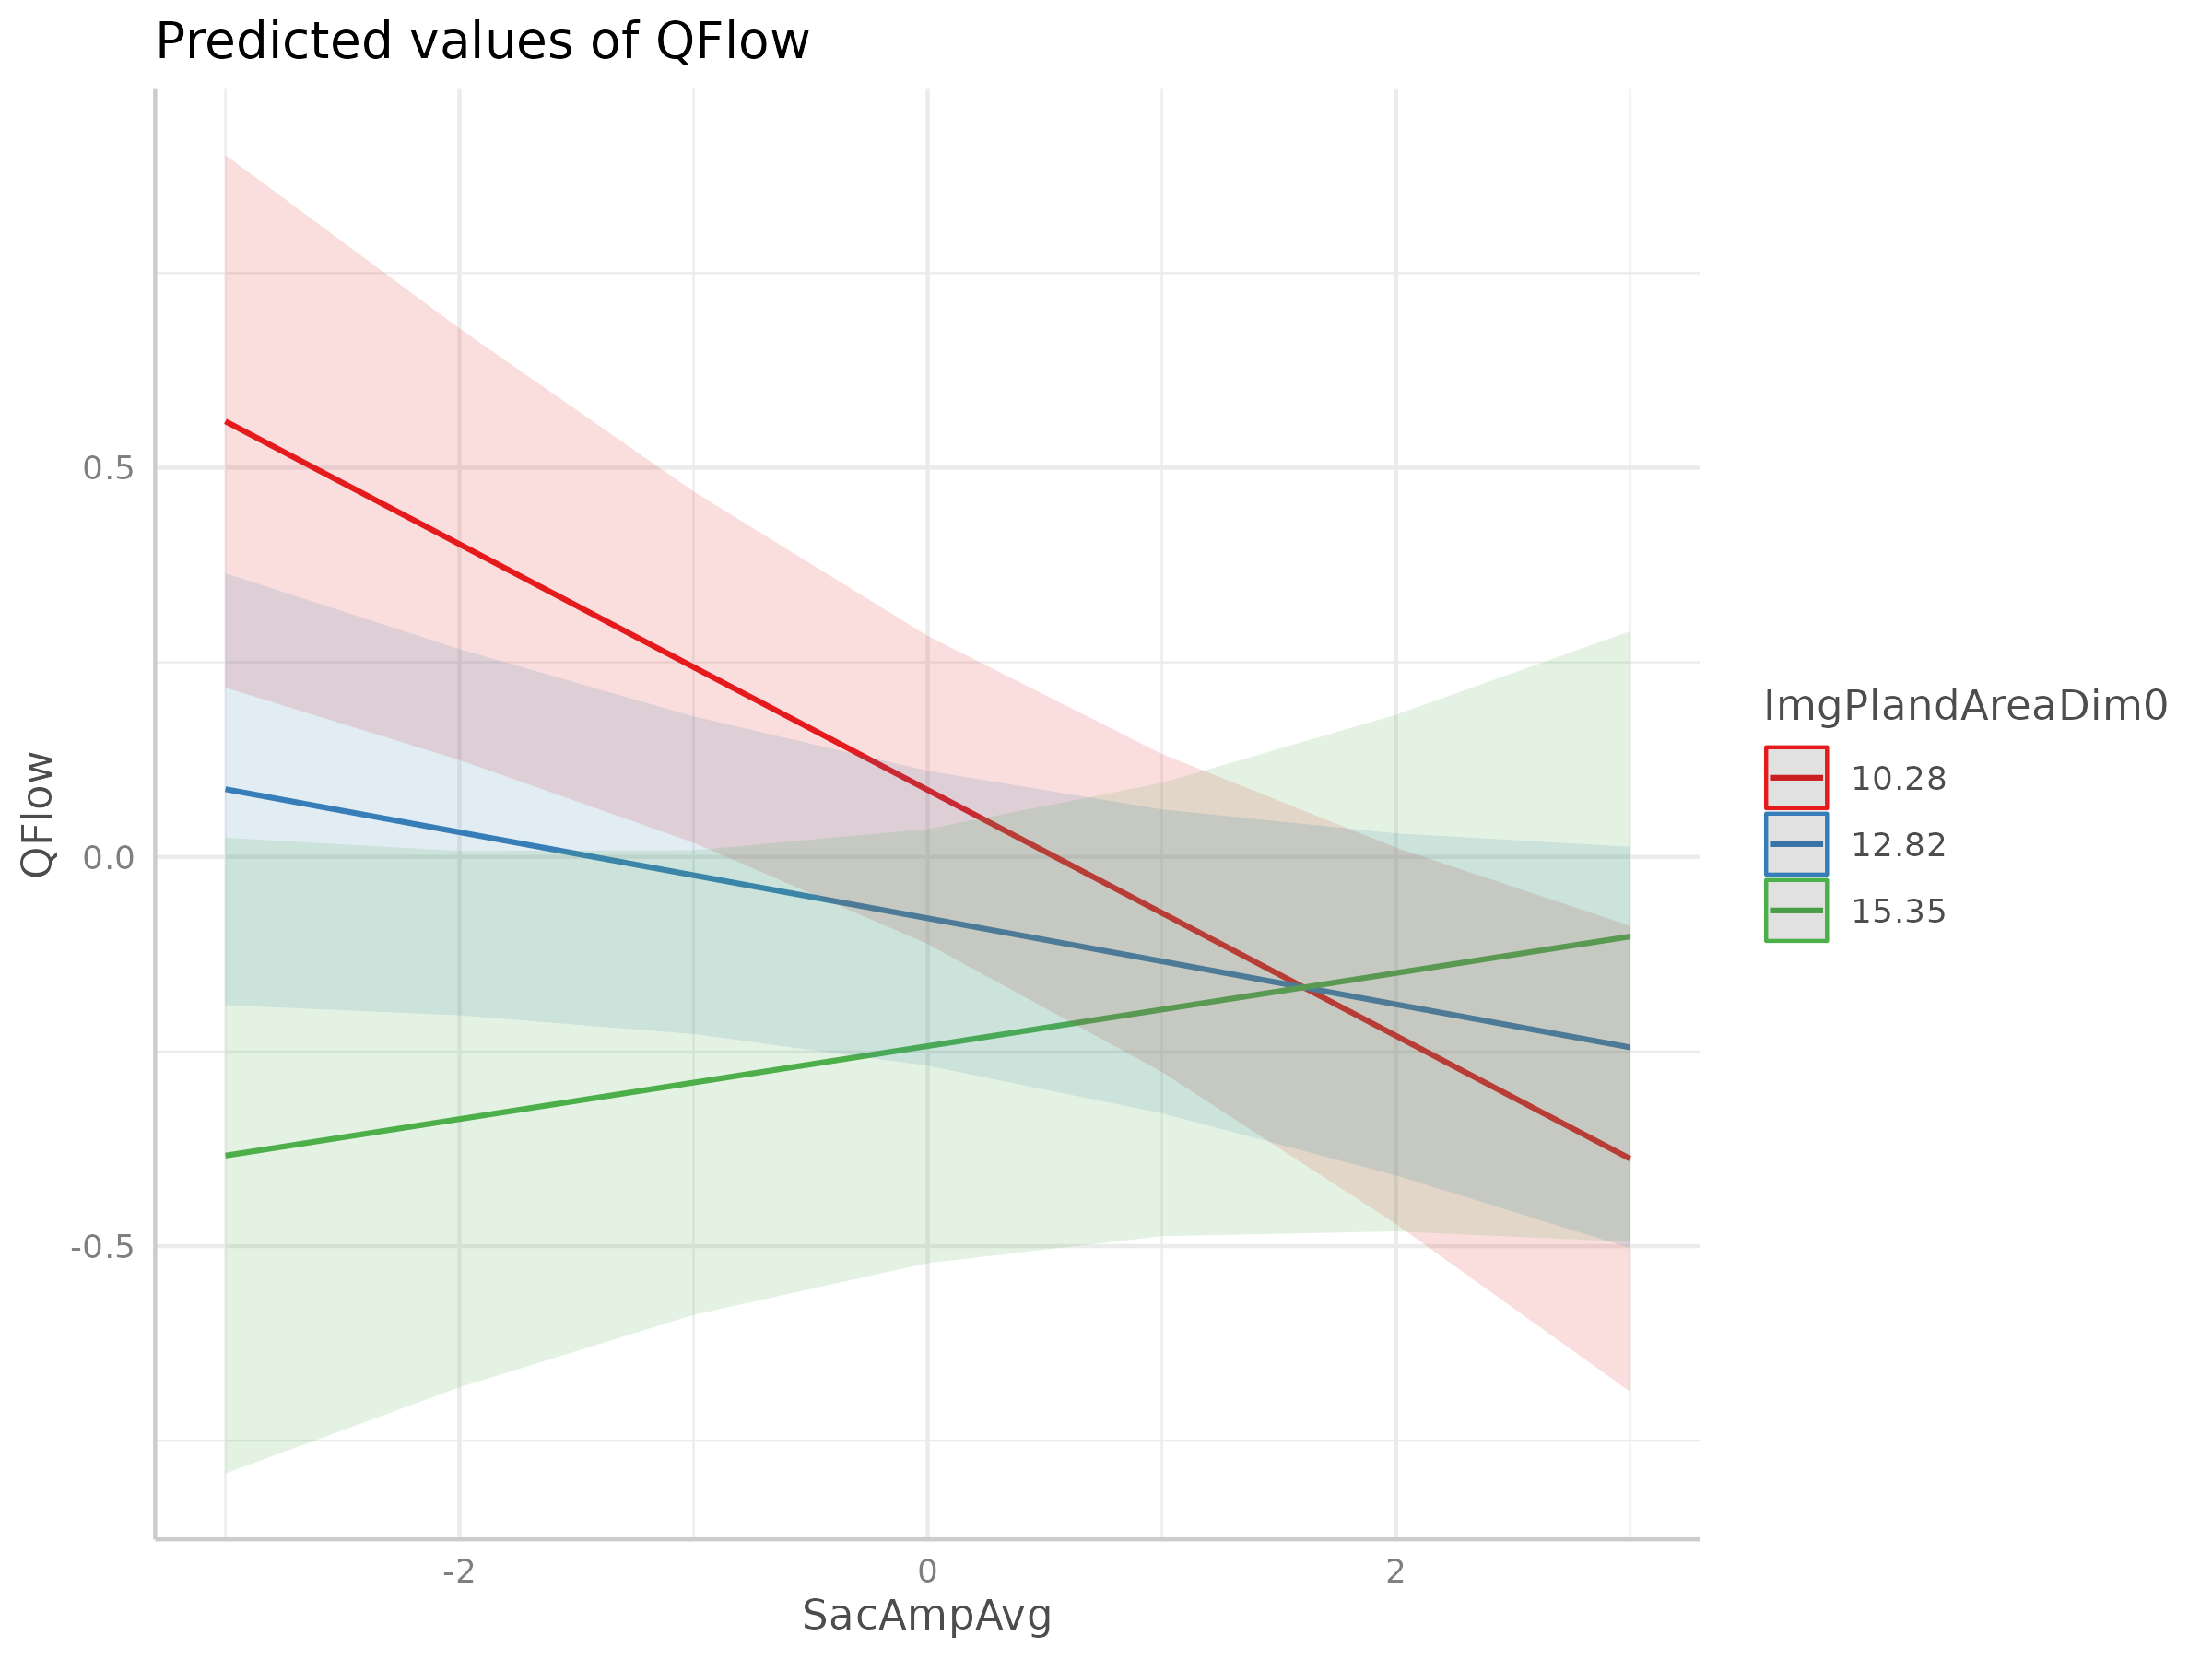 Predicted values of QFlow
QFlow
0.5
0.0
-0.5
-2
0
2
SacAmpAvg
ImgPlandAreaDim0
10.28
12.82
15.35